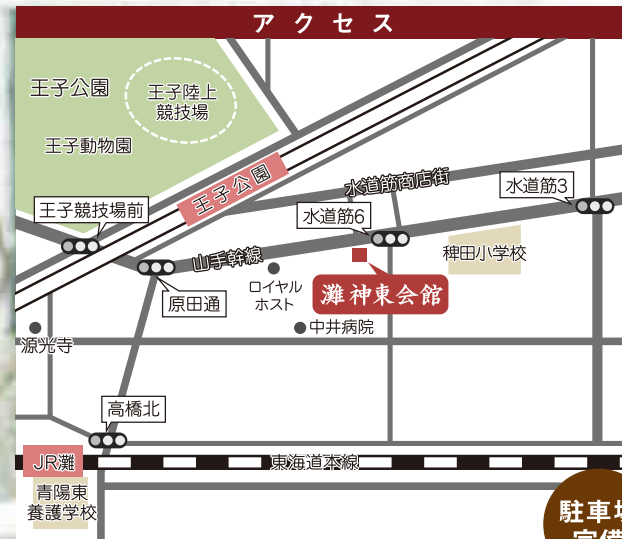 アクセス
王子公園
王子陸上
競技場
王子動物園
王子公園
水道筋商店街
水道筋3
王子競技場前
水道筋6
稗田小学校
山手幹線
原田通
ロイヤル
ホスト
灘神東会館
中井病院
源光寺
高橋北
JR灘
東海道本線
青陽東
養護学校
駐車場
完備